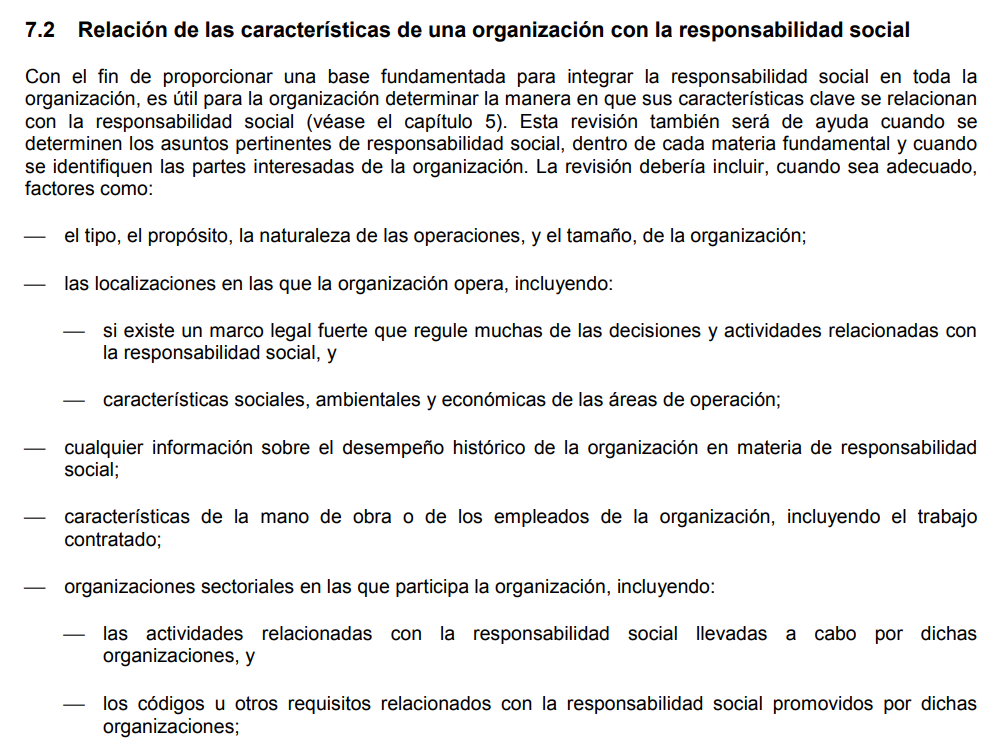 7.2 Relación de las características de una organización con la responsabilidad social
Con el fin de proporcionar una base fundamentada para integrar la responsabilidad social en toda la
organización, es útil para la organización determinar la manera en que sus características clave se relacionan
con la responsabilidad social (véase el capítulo 5). Esta revisión también será de ayuda cuando se
determinen los asuntos pertinentes de responsabilidad social, dentro de cada materia fundamental y cuando
se identifiquen las partes interesadas de la organización. La revisión debería incluir, cuando sea adecuado,
factores como:
— el tipo, el propósito, la naturaleza de las operaciones, y el tamaño, de la organización;
— las localizaciones en las que la organización opera, incluyendo:
— si existe un marco legal fuerte que regule muchas de las decisiones y actividades relacionadas con
la responsabilidad social, y
— características sociales, ambientales y económicas de las áreas de operación;
— cualquier información sobre el desempeño histórico de la organización en materia de responsabilidad
social;
— características de la mano de obra o de los empleados de la organización, incluyendo el trabajo
contratado;
— organizaciones sectoriales en las que participa la organización, incluyendo:
— las actividades relacionadas con la responsabilidad social llevadas a cabo por dichas
organizaciones, y
— los códigos u otros requisitos relacionados con la responsabilidad social promovidos por dichas
organizaciones;